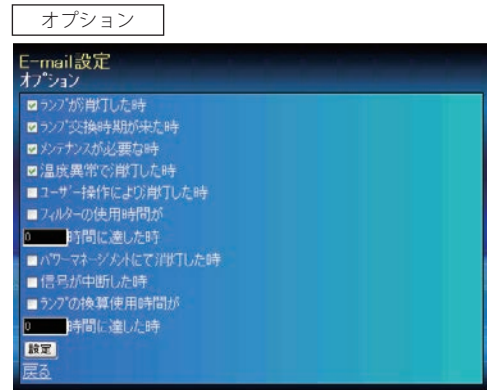 オプション
E-mail設定
オプション
ランプが消灯した時
ランプ交換時期が来た時
メンテナンスが必要な時
温度異常で消灯した時
ユーザー操作により消灯した時
フィルターの使用時間が
0 時間に達した時
パワーマネージメントにて消灯した時
信号が中断した時
ランプの換算使用時間が
0 時間に達した時
設定
戻る